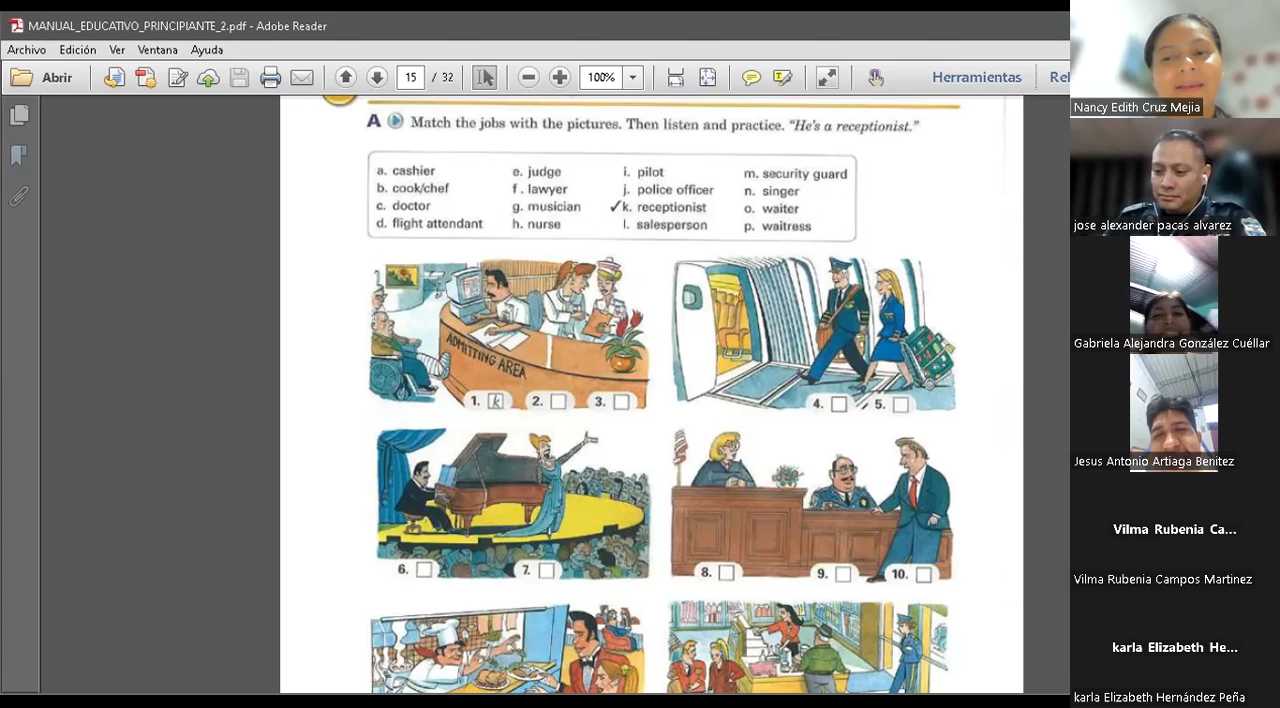 MANUAL_EDUCATIVO_PRINCIPIANTE_2.pdf - Adobe Reader
Archivo Edición Ver Ventana Ayuda
Abrir 15 / 32 100% Herramientas
A Match the jobs with the pictures. Then listen and practice. "He's a receptionist."
a. cashier e. judge i. pilot m. security guard
b. cook/chef f. lawyer j. police officer n. singer
c. doctor g. musician ✓k. receptionist o. waiter
d. flight attendant h. nurse l. salesperson p. waitress
ADMITTING AREA
1. k 2. 3. 4. 5.
6. 7. 8. 9. 10.
Nancy Edith Cruz Mejia
jose alexander pacas alvarez
Gabriela Alejandra González Cuéllar
Jesus Antonio Artiaga Benitez
Vilma Rubenia Ca...
Vilma Rubenia Campos Martinez
karla Elizabeth He...
karla Elizabeth Hernández Peña